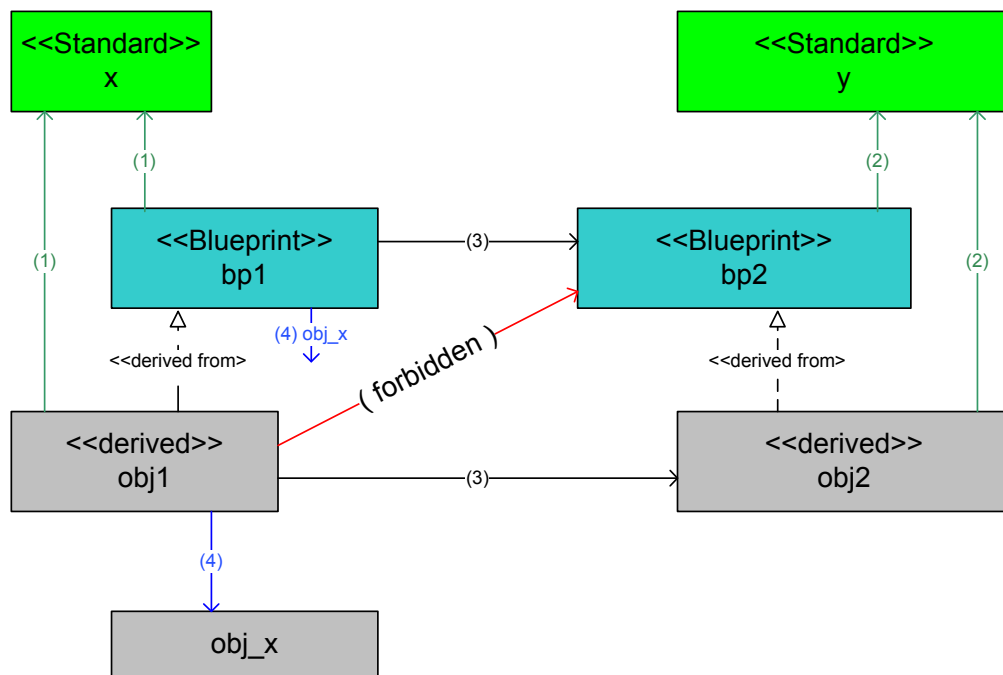 <<Standard>>
x
<<Standard>>
y
(1)
(2)
<<Blueprint>>
bp1
(3)
<<Blueprint>>
bp2
(1)
(2)
(4) obj_x
<<derived from>
( forbidden )
<<derived from>
<<derived>>
obj1
(3)
<<derived>>
obj2
(4)
obj_x